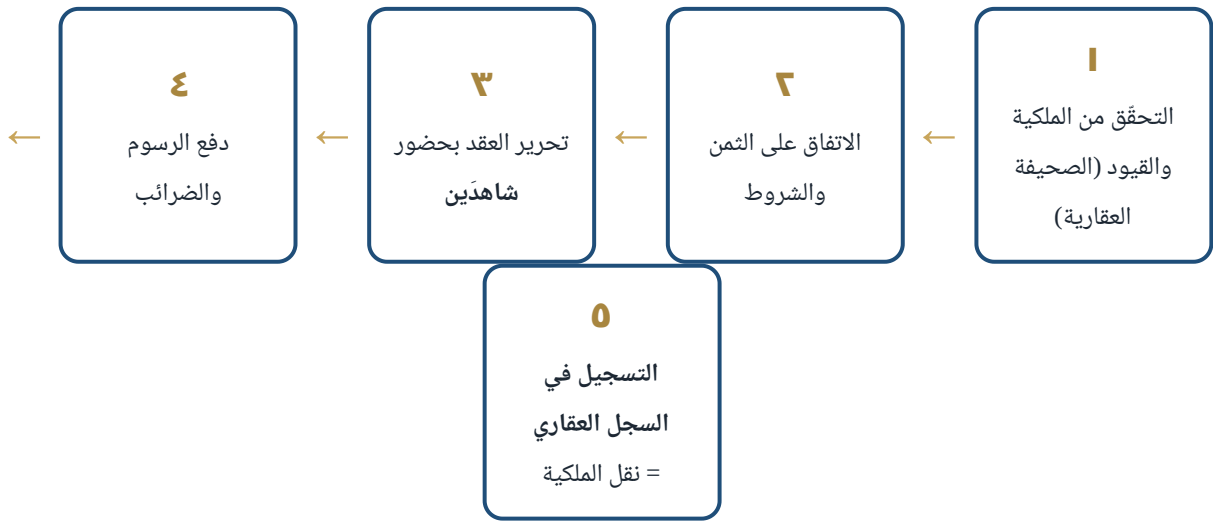 ١
التحقّق من الملكية
والقيود (الصحيفة
العقارية)
←
٢
الاتفاق على الثمن
والشروط
←
٣
تحرير العقد بحضور
شاهدَين
←
٤
دفع الرسوم
والضرائب
←
٥
التسجيل في
السجل العقاري
= نقل الملكية